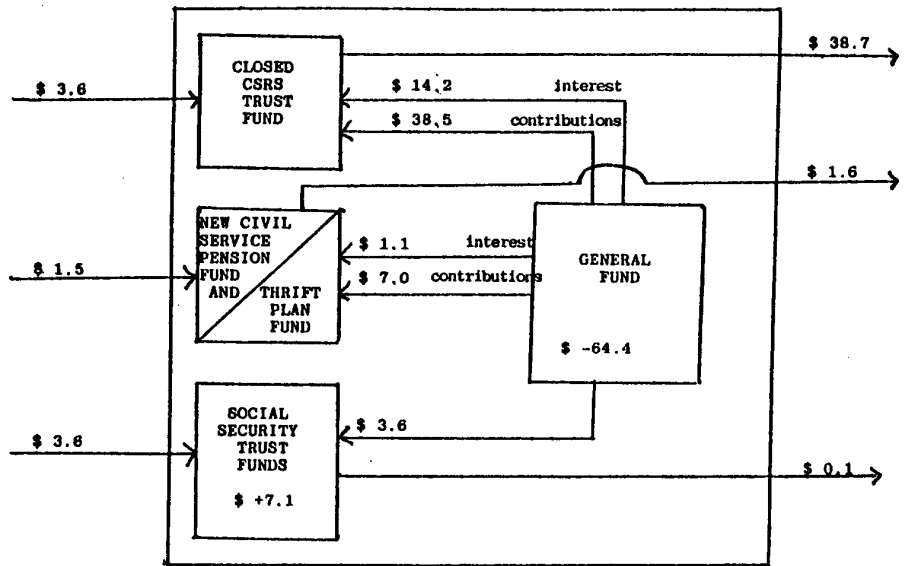 $ 38.7
CLOSED
CSRS
TRUST
FUND
$ 3.6
$ 14.2 interest
$ 38.5 contributions
$ 1.6
NEW CIVIL
SERVICE
PENSION
FUND
AND
THRIFT
PLAN
FUND
$ 1.5
$ 1.1 interest
$ 7.0 contributions
GENERAL
FUND
$ -64.4
SOCIAL
SECURITY
TRUST
FUNDS
$ +7.1
$ 3.6
$ 3.6
$ 0.1